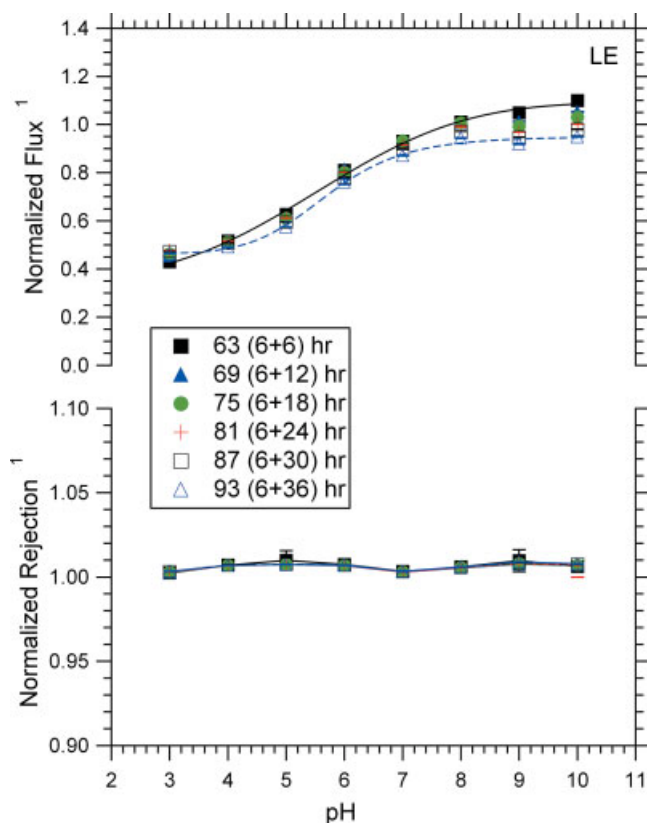 1.4
1.2
1.0
0.8
0.6
0.4
0.2
0.0
Normalized Flux 1
LE
63 (6+6) hr
69 (6+12) hr
75 (6+18) hr
81 (6+24) hr
87 (6+30) hr
93 (6+36) hr
1.10
1.05
1.00
0.95
0.90
Normalized Rejection 1
2 3 4 5 6 7 8 9 10 11
pH